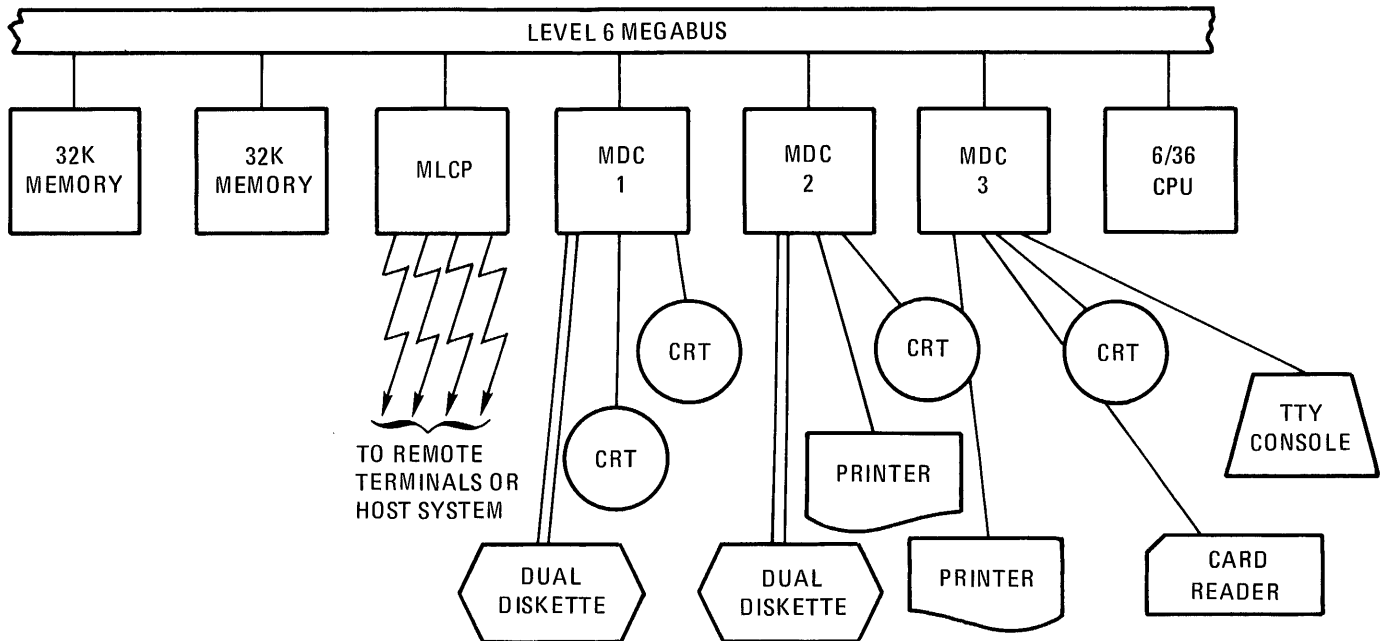 LEVEL 6 MEGABUS
32K
MEMORY
32K
MEMORY
MLCP
MDC
1
MDC
2
MDC
3
6/36
CPU
CRT
CRT
CRT
CRT
TTY
CONSOLE
TO REMOTE
TERMINALS OR
HOST SYSTEM
PRINTER
DUAL
DISKETTE
DUAL
DISKETTE
PRINTER
CARD
READER